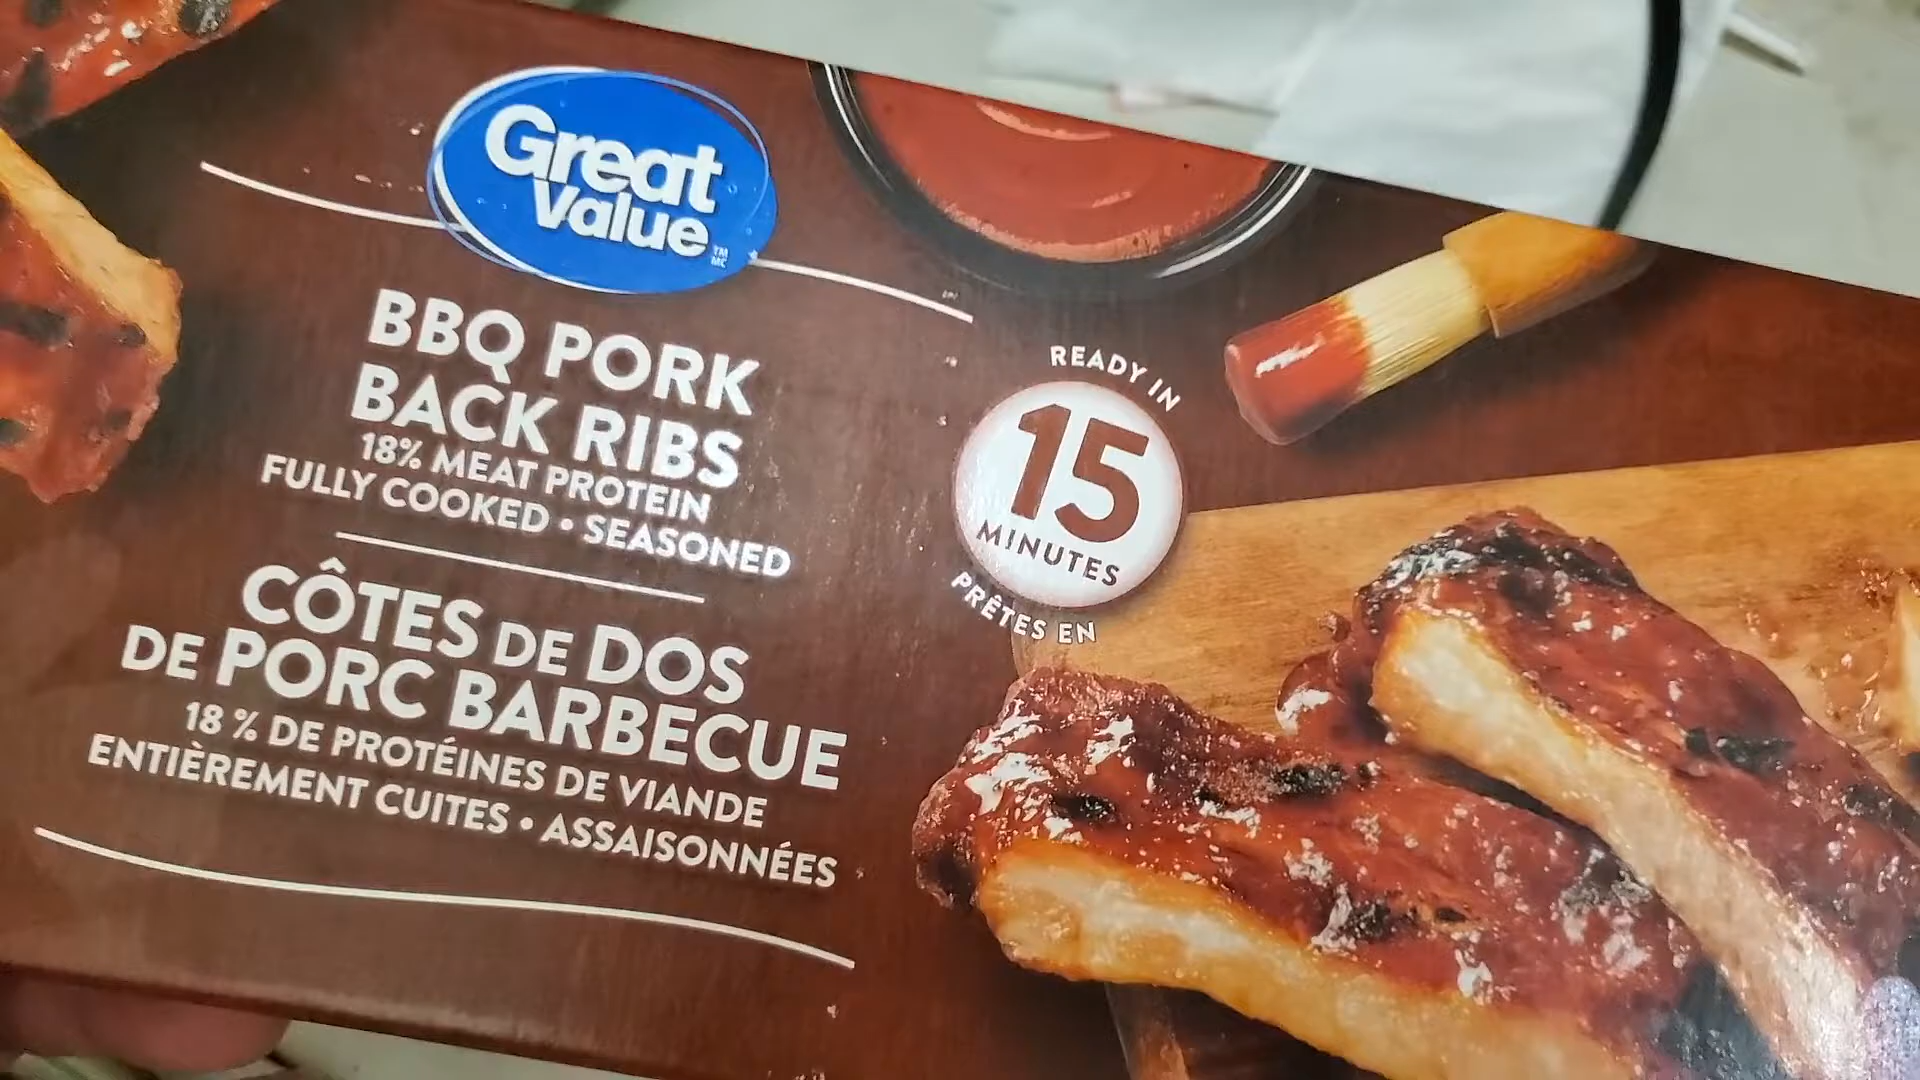 Great
Value
TM
MC
BBQ PORK
BACK RIBS
18% MEAT PROTEIN
FULLY COOKED • SEASONED
CÔTES DE DOS
DE PORC BARBECUE
18 % DE PROTÉINES DE VIANDE
ENTIÈREMENT CUITES • ASSAISONNÉES
READY IN
15
MINUTES
PRÊTES EN